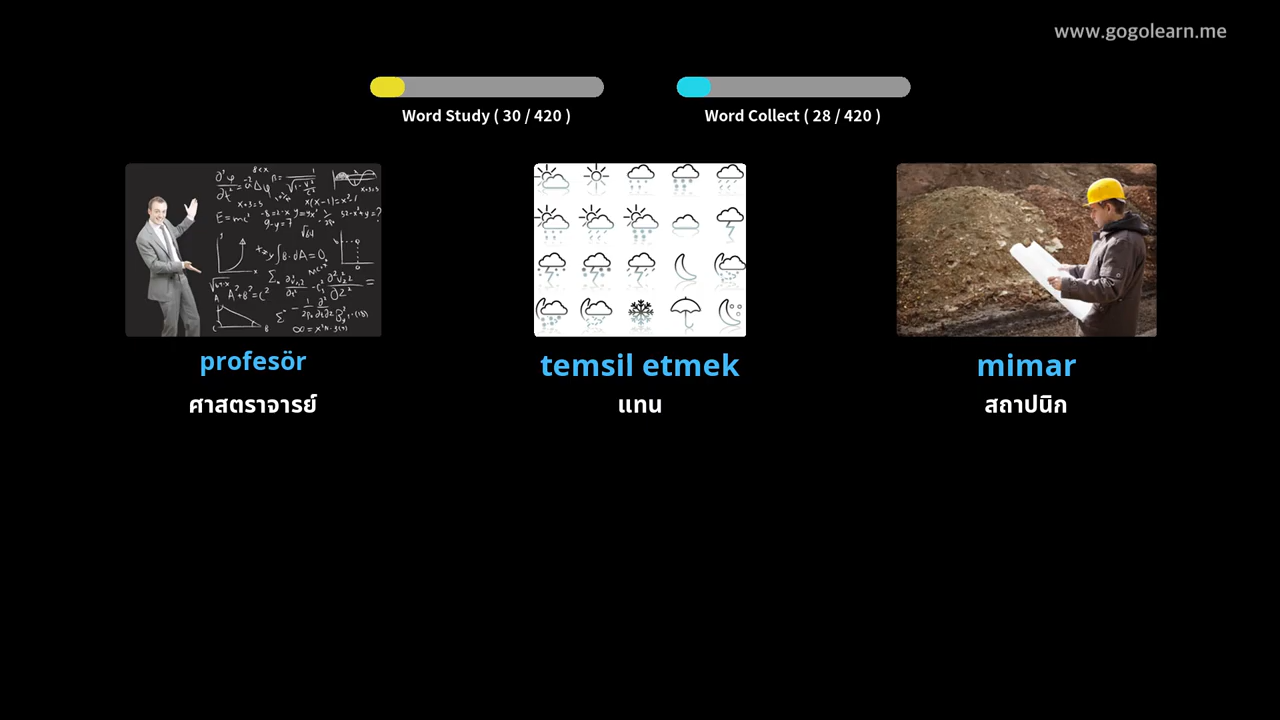 www.gogolearn.me
Word Study ( 30 / 420 )
Word Collect ( 28 / 420 )
profesör
temsil etmek
mimar
ศาสตราจารย์
แทน
สถาปนิก